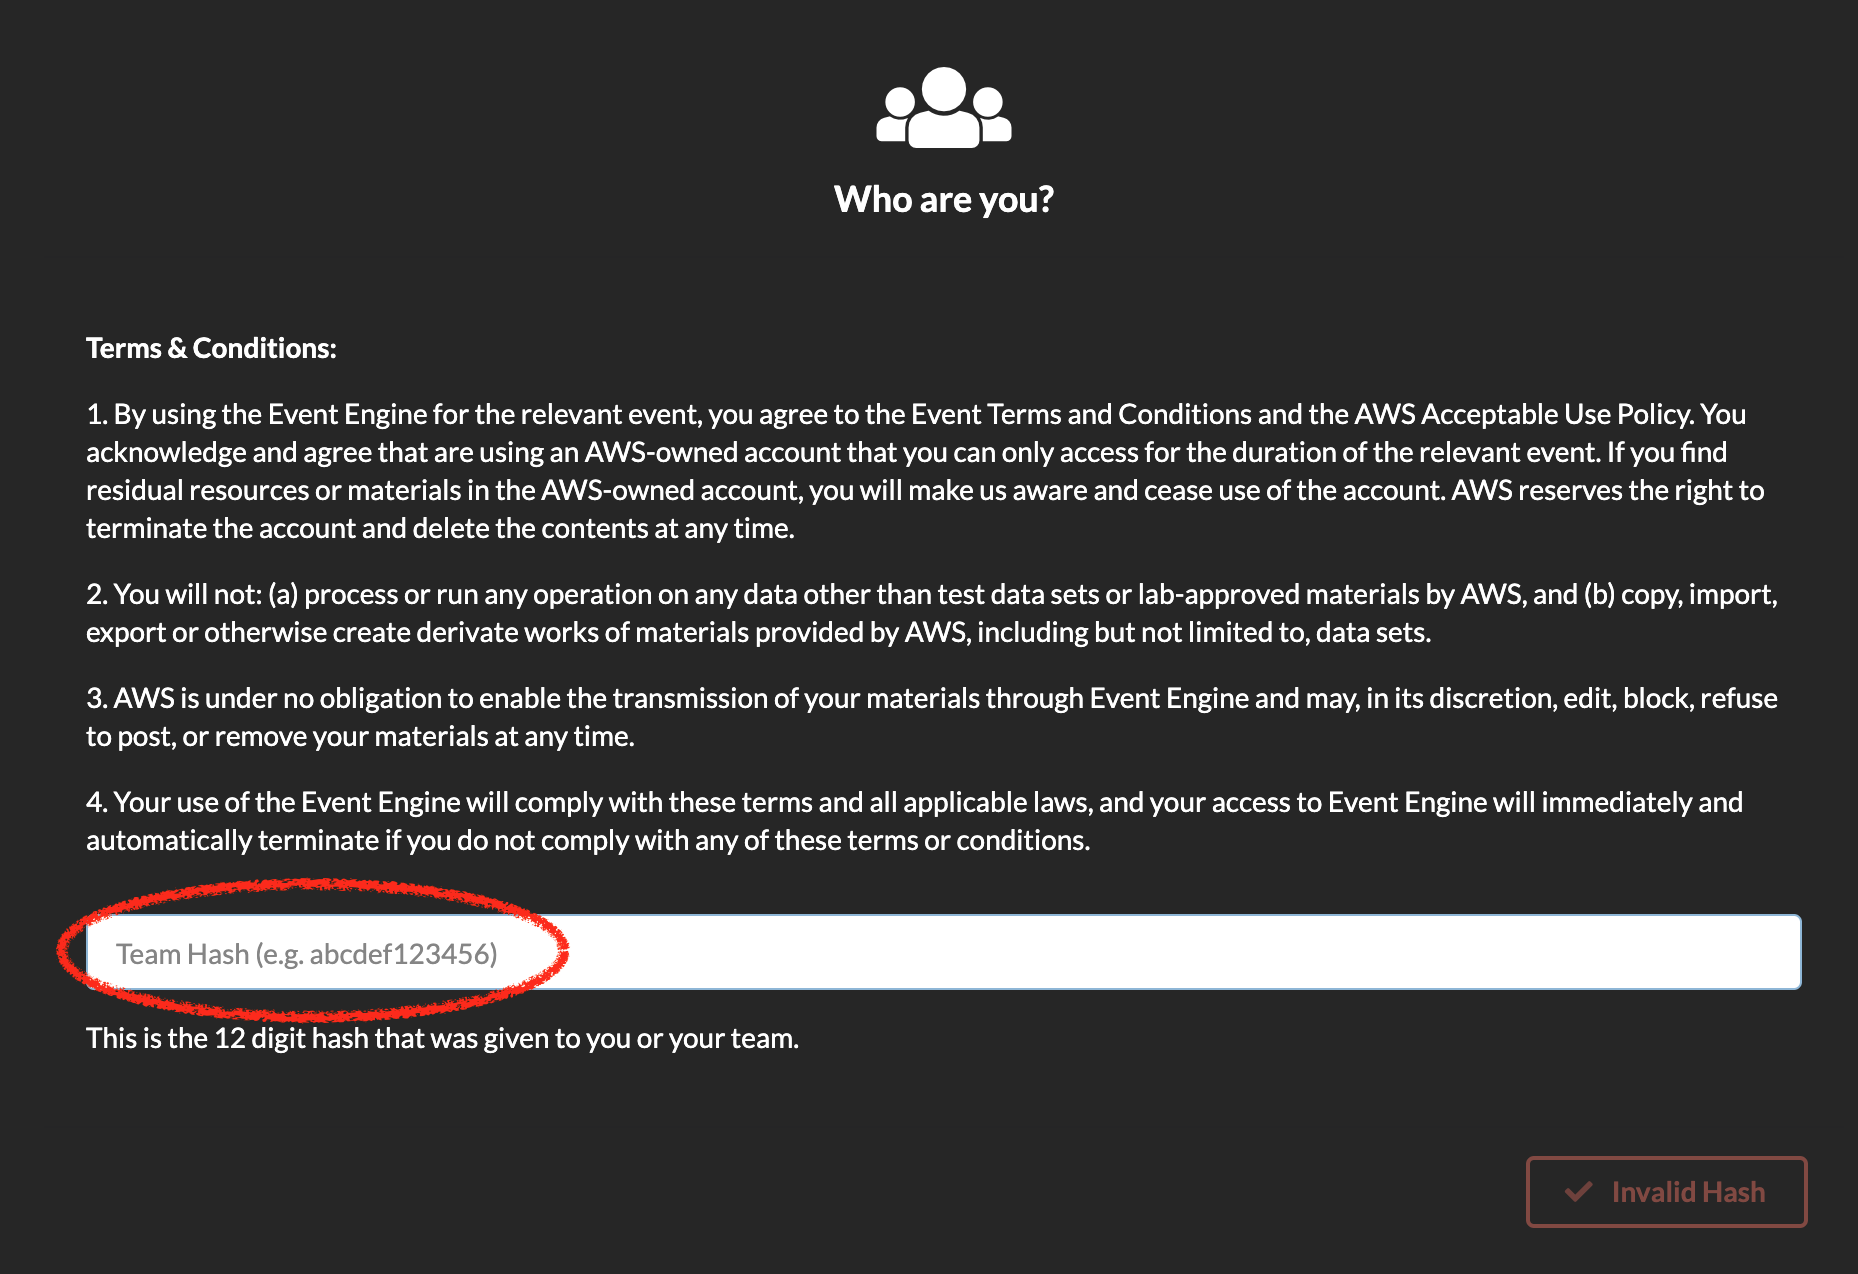 Who are you?
Terms & Conditions:
1. By using the Event Engine for the relevant event, you agree to the Event Terms and Conditions and the AWS Acceptable Use Policy. You
acknowledge and agree that are using an AWS-owned account that you can only access for the duration of the relevant event. If you find
residual resources or materials in the AWS-owned account, you will make us aware and cease use of the account. AWS reserves the right to
terminate the account and delete the contents at any time.
2. You will not: (a) process or run any operation on any data other than test data sets or lab-approved materials by AWS, and (b) copy, import,
export or otherwise create derivate works of materials provided by AWS, including but not limited to, data sets.
3. AWS is under no obligation to enable the transmission of your materials through Event Engine and may, in its discretion, edit, block, refuse
to post, or remove your materials at any time.
4. Your use of the Event Engine will comply with these terms and all applicable laws, and your access to Event Engine will immediately and
automatically terminate if you do not comply with any of these terms or conditions.
Team Hash (e.g. abcdef123456)
This is the 12 digit hash that was given to you or your team.
Invalid Hash